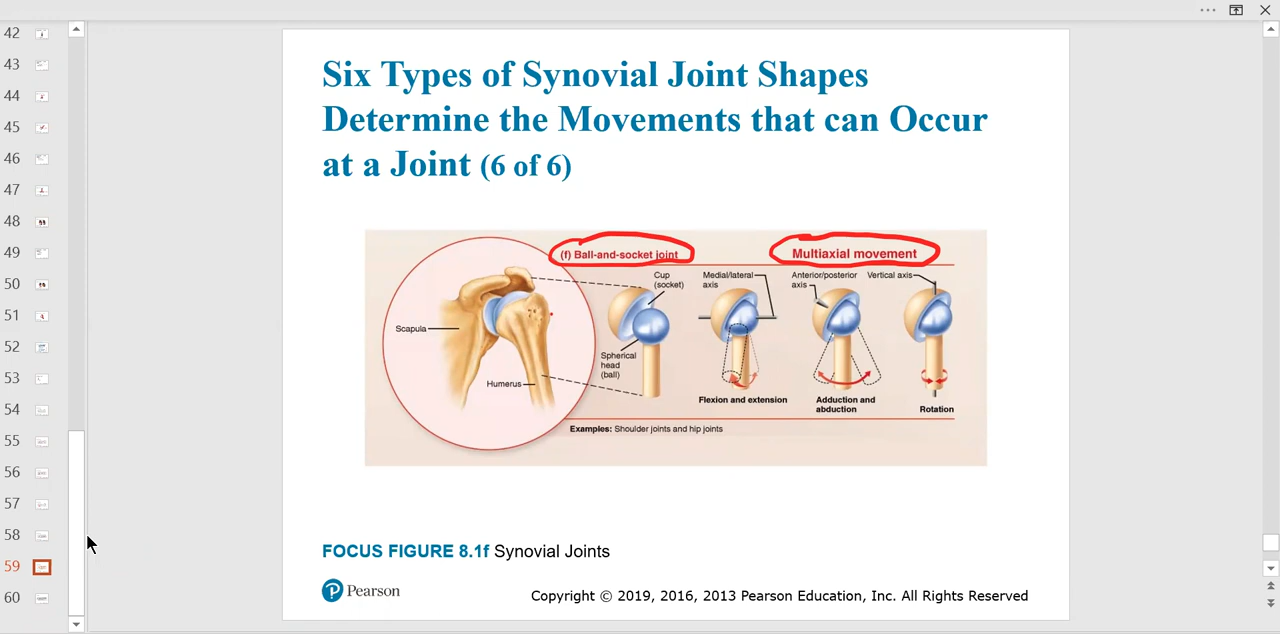 42
43
44
45
46
47
48
49
50
51
52
53
54
55
56
57
58
59
60
Six Types of Synovial Joint Shapes
Determine the Movements that can Occur
at a Joint (6 of 6)
(f) Ball-and-socket joint
Multiaxial movement
Scapula
Humerus
Cup
(socket)
Spherical
head
(ball)
Medial/lateral
axis
Flexion and extension
Anterior/posterior
axis
Adduction and
abduction
Vertical axis
Rotation
Examples: Shoulder joints and hip joints
FOCUS FIGURE 8.1f Synovial Joints
Pearson
Copyright © 2019, 2016, 2013 Pearson Education, Inc. All Rights Reserved